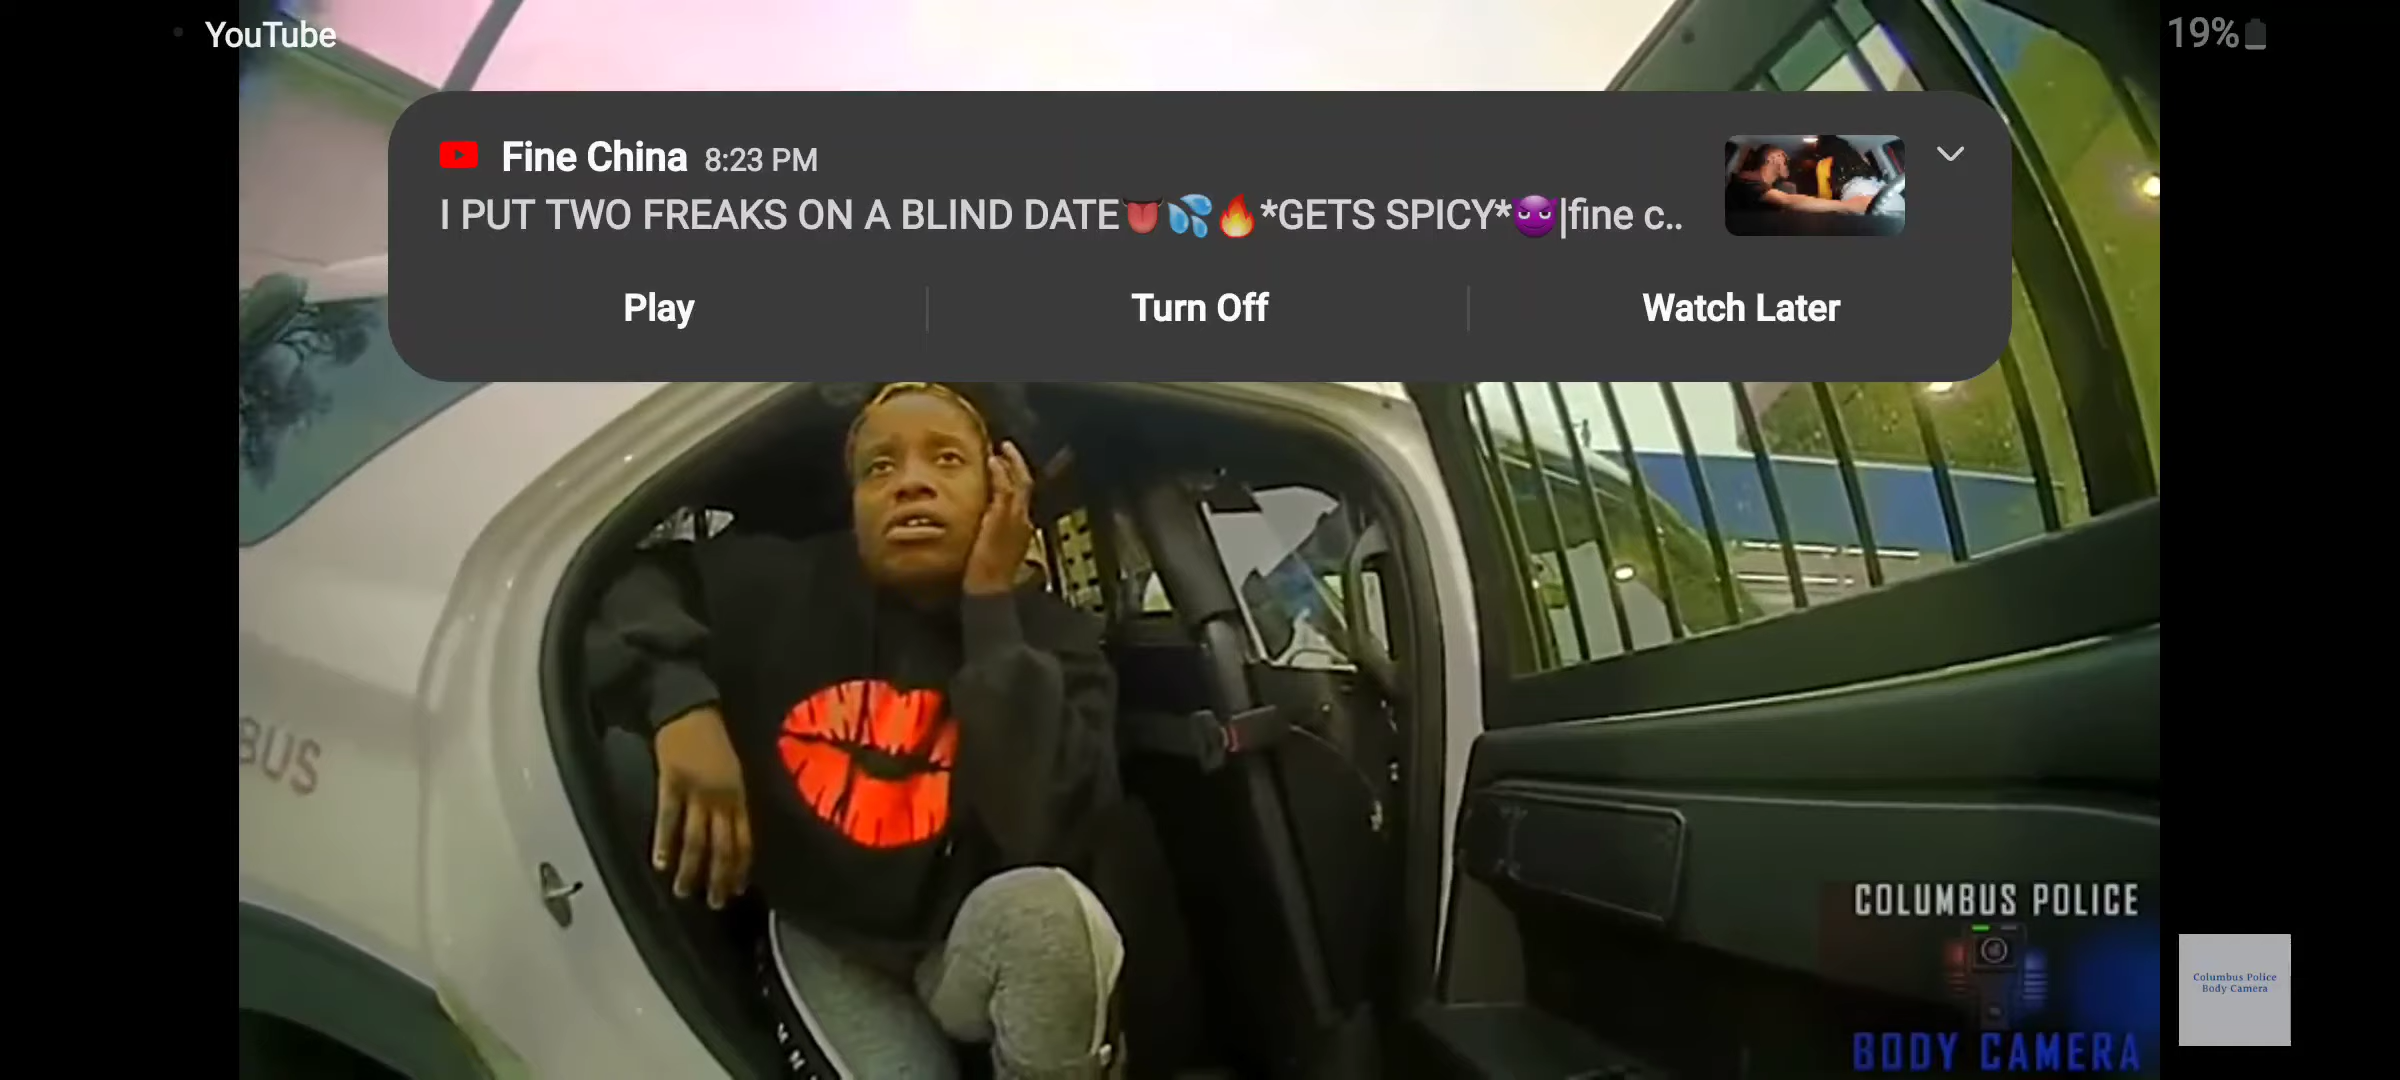 YouTube
19%
Fine China 8:23 PM
I PUT TWO FREAKS ON A BLIND DATE👅💦🔥*GETS SPICY*😈|fine c..
Play
Turn Off
Watch Later
BUS
COLUMBUS POLICE
BODY CAMERA
Columbus Police
Body Camera